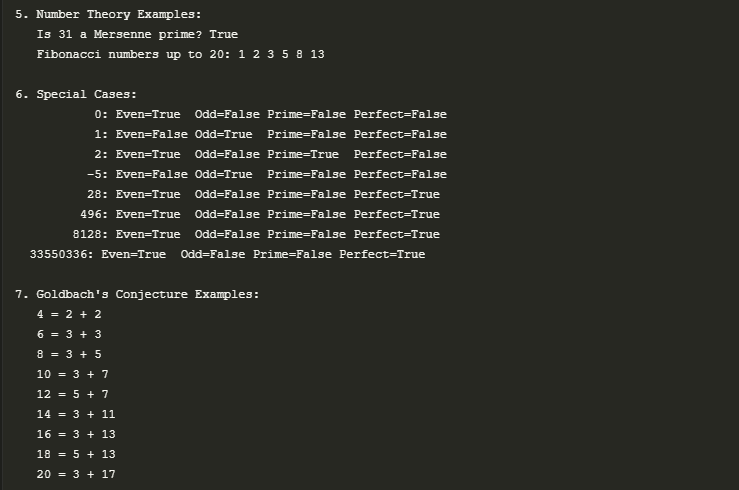 5. Number Theory Examples:
   Is 31 a Mersenne prime? True
   Fibonacci numbers up to 20: 1 2 3 5 8 13

6. Special Cases:
           0: Even=True  Odd=False Prime=False Perfect=False
           1: Even=False Odd=True  Prime=False Perfect=False
           2: Even=True  Odd=False Prime=True  Perfect=False
          -5: Even=False Odd=True  Prime=False Perfect=False
          28: Even=True  Odd=False Prime=False Perfect=True
         496: Even=True  Odd=False Prime=False Perfect=True
        8128: Even=True  Odd=False Prime=False Perfect=True
  33550336: Even=True  Odd=False Prime=False Perfect=True

7. Goldbach's Conjecture Examples:
   4 = 2 + 2
   6 = 3 + 3
   8 = 3 + 5
   10 = 3 + 7
   12 = 5 + 7
   14 = 3 + 11
   16 = 3 + 13
   18 = 5 + 13
   20 = 3 + 17